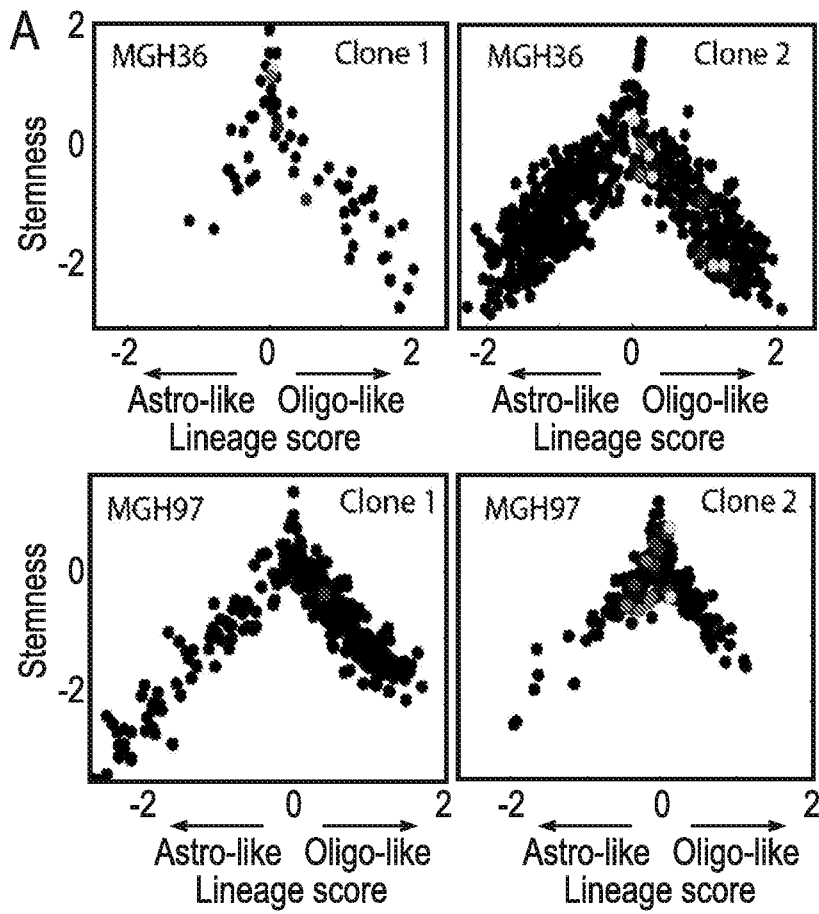 A
2
MGH36 Clone 1
MGH36 Clone 2
Stemness
0
-2
-2 0 2
-2 0 2
Astro-like Oligo-like
Astro-like Oligo-like
Lineage score
Lineage score
MGH97 Clone 1
MGH97 Clone 2
Stemness
0
-2
-2 0 2
-2 0 2
Astro-like Oligo-like
Astro-like Oligo-like
Lineage score
Lineage score